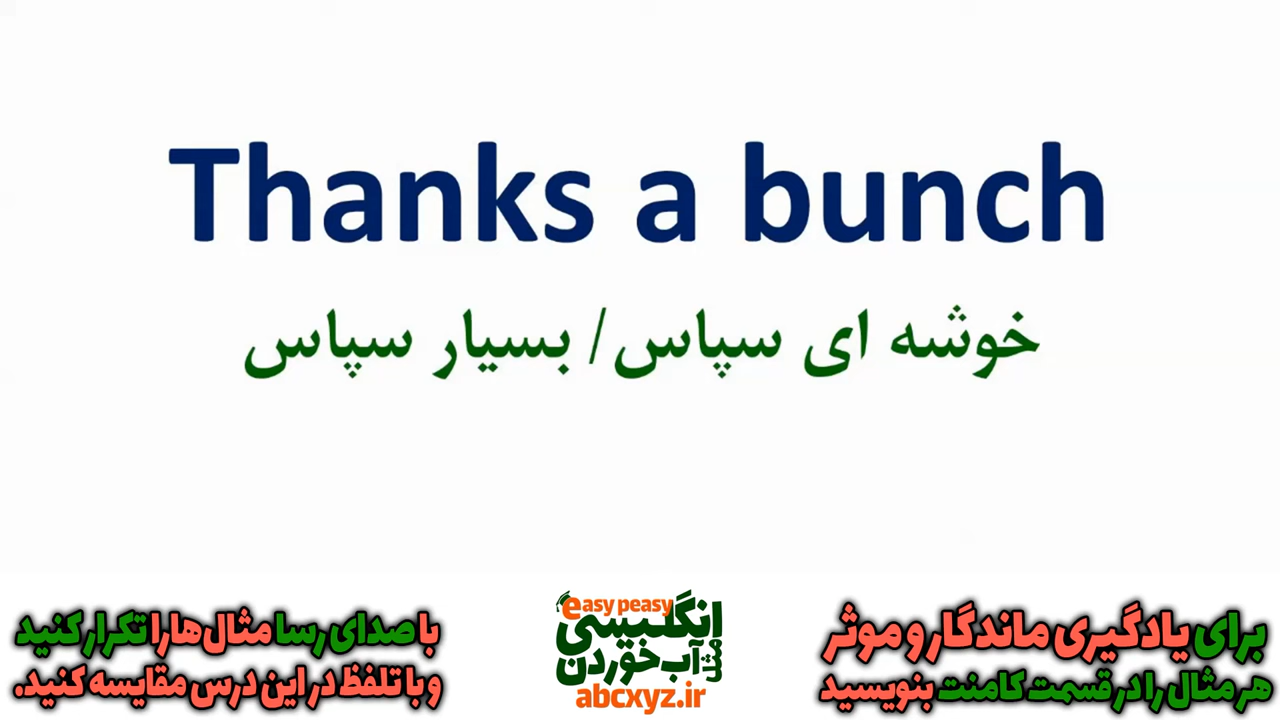 Thanks a bunch
خوشه ای سپاس/ بسیار سپاس
برای یادگیری ماندگار و موثر
هر مثال را در قسمت کامنت بنویسید
easy peasy
انگلیسی
مثل آب خوردن
abcxyz.ir
با صدای رسا مثال‌ها را تکرار کنید
و با تلفظ در این درس مقایسه کنید.